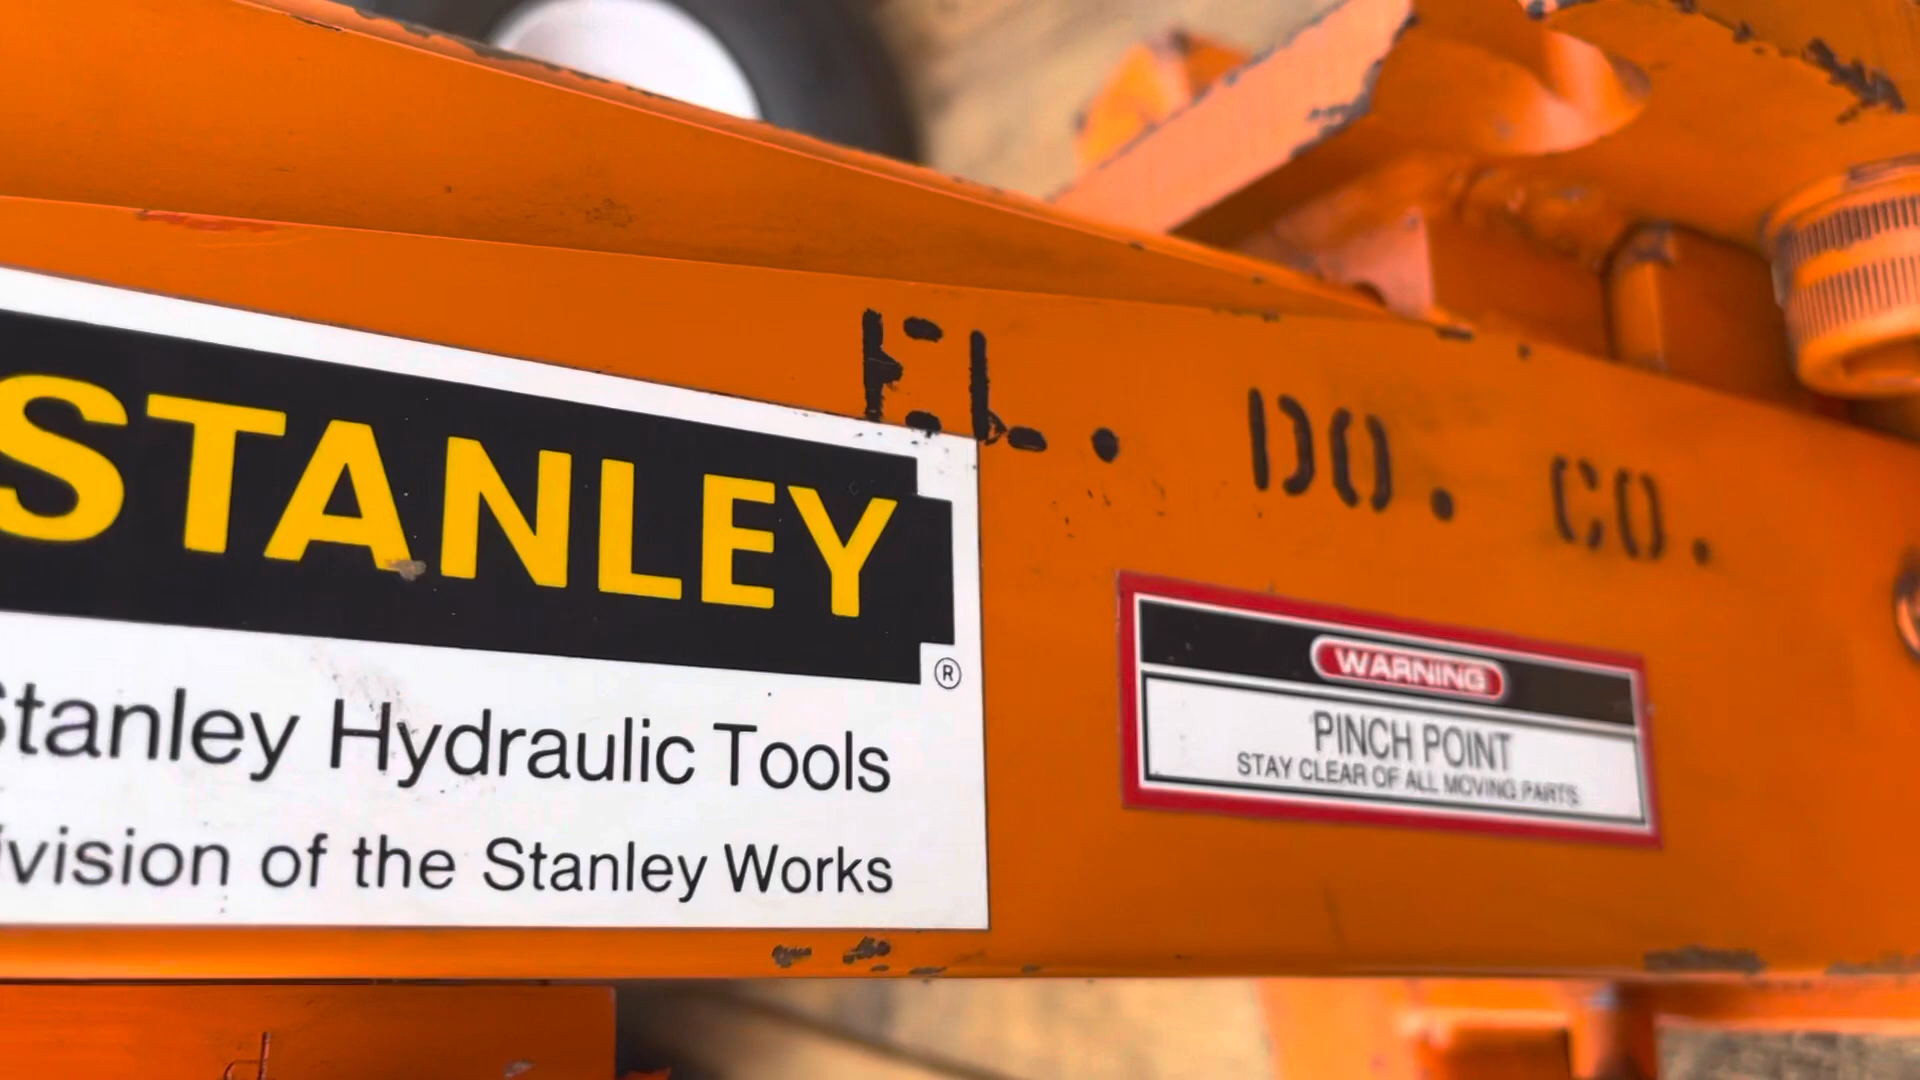 STANLEY
®
Stanley Hydraulic Tools
ivision of the Stanley Works
EL. DO. CO.
WARNING
PINCH POINT
STAY CLEAR OF ALL MOVING PARTS